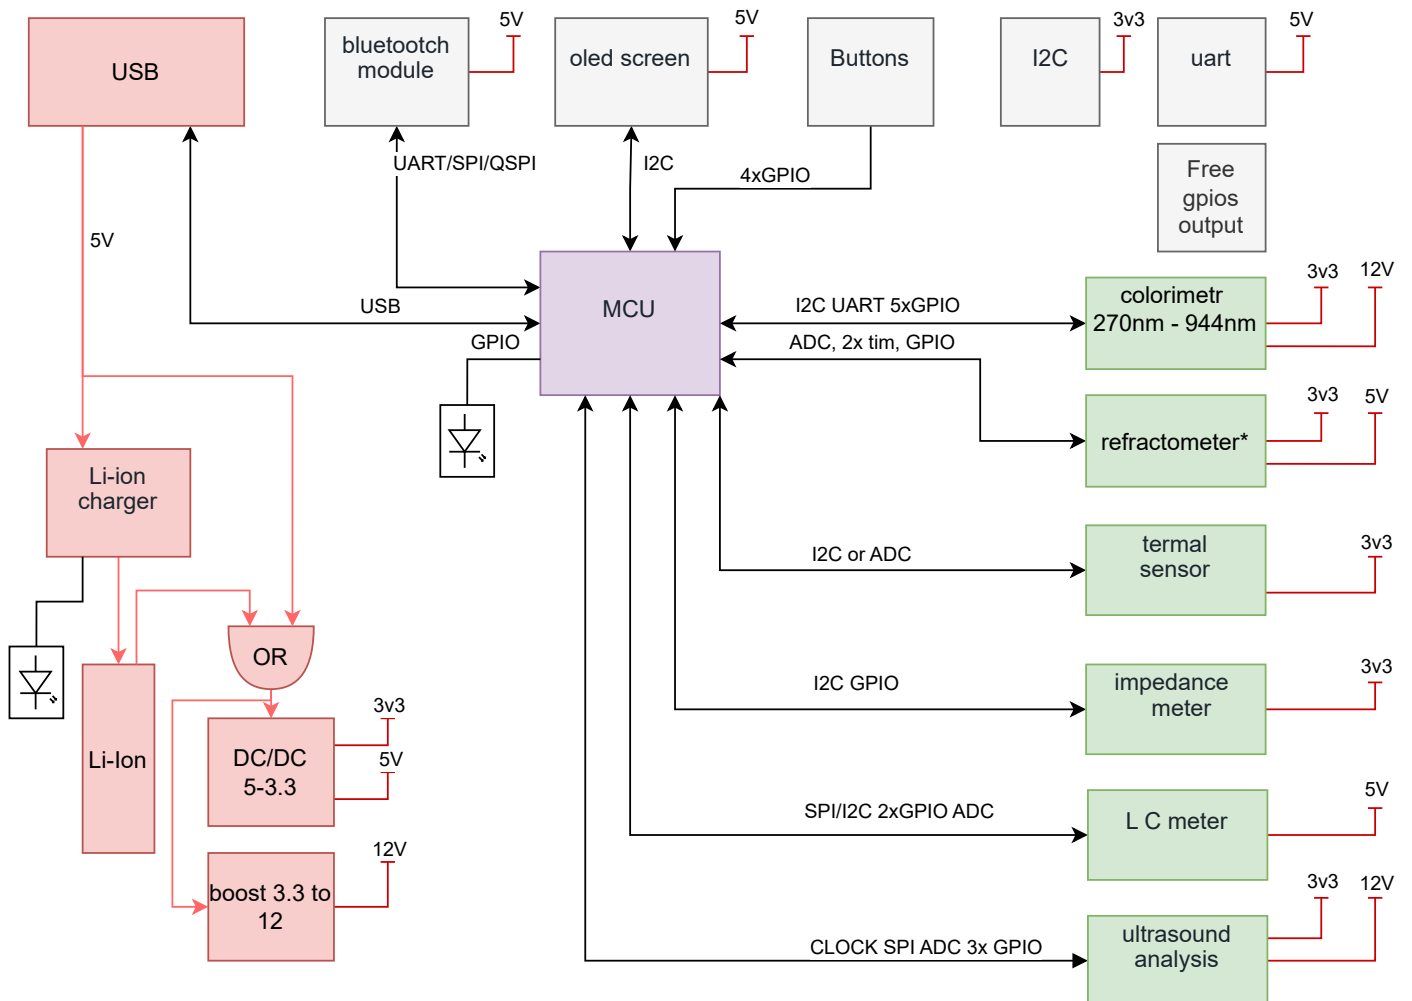 USB
bluetootch
module
5V
oled screen
5V
Buttons
I2C
3v3
uart
5V
UART/SPI/QSPI
I2C
4xGPIO
Free
gpios
output
5V
USB
GPIO
MCU
I2C UART 5xGPIO
ADC, 2x tim, GPIO
colorimetr
270nm - 944nm
3v3
12V
refractometer*
3v3
5V
Li-ion
charger
I2C or ADC
termal
sensor
3v3
OR
I2C GPIO
impedance
meter
3v3
Li-Ion
DC/DC
5-3.3
3v3
5V
SPI/I2C 2xGPIO ADC
L C meter
5V
boost 3.3 to
12
12V
CLOCK SPI ADC 3x GPIO
ultrasound
analysis
3v3
12V